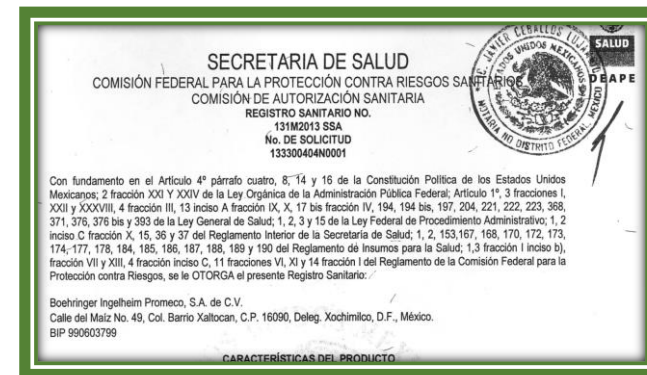 SECRETARIA DE SALUD
COMISIÓN FEDERAL PARA LA PROTECCIÓN CONTRA RIESGOS SANITARIOS
COMISIÓN DE AUTORIZACIÓN SANITARIA
REGISTRO SANITARIO NO.
131M2013 SSA
No. DE SOLICITUD
133300404N0001
SALUD
DEAPE
C. JAVIER CEBALLOS LUJAMBIO
ESTADOS UNIDOS MEXICANOS
NOTARIA NO
DISTRITO FEDERAL, MEXICO
Con fundamento en el Articulo 4º párrafo cuatro, 8, 14 y 16 de la Constitución Política de los Estados Unidos
Mexicanos; 2 fracción XXI Y XXIV de la Ley Orgánica de la Administración Pública Federal; Artículo 1º, 3 fracciones I,
XXII y XXXVIII, 4 fracción III, 13 inciso A fracción IX, X, 17 bis fracción IV, 194, 194 bis, 197, 204, 221, 222, 223, 368,
371, 376, 376 bis y 393 de la Ley General de Salud; 1, 2, 3 y 15 de la Ley Federal de Procedimiento Administrativo; 1, 2
inciso C fracción X, 15, 36 y 37 del Reglamento Interior de la Secretaría de Salud; 1, 2, 153,167, 168, 170, 172, 173,
174, 177, 178, 184, 185, 186, 187, 188, 189 y 190 del Reglamento de Insumos para la Salud; 1,3 fracción I inciso b),
fracción VII y XIII, 4 fracción inciso C, 11 fracciones VI, XI y 14 fracción I del Reglamento de la Comisión Federal para la
Protección contra Riesgos, se le OTORGA el presente Registro Sanitario:
Boehringer Ingelheim Promeco, S.A. de C.V.
Calle del Maíz No. 49, Col. Barrio Xaltocan, C.P. 16090, Deleg. Xochimilco, D.F., México.
BIP 990603799
CARACTERÍSTICAS DEL PRODUCTO